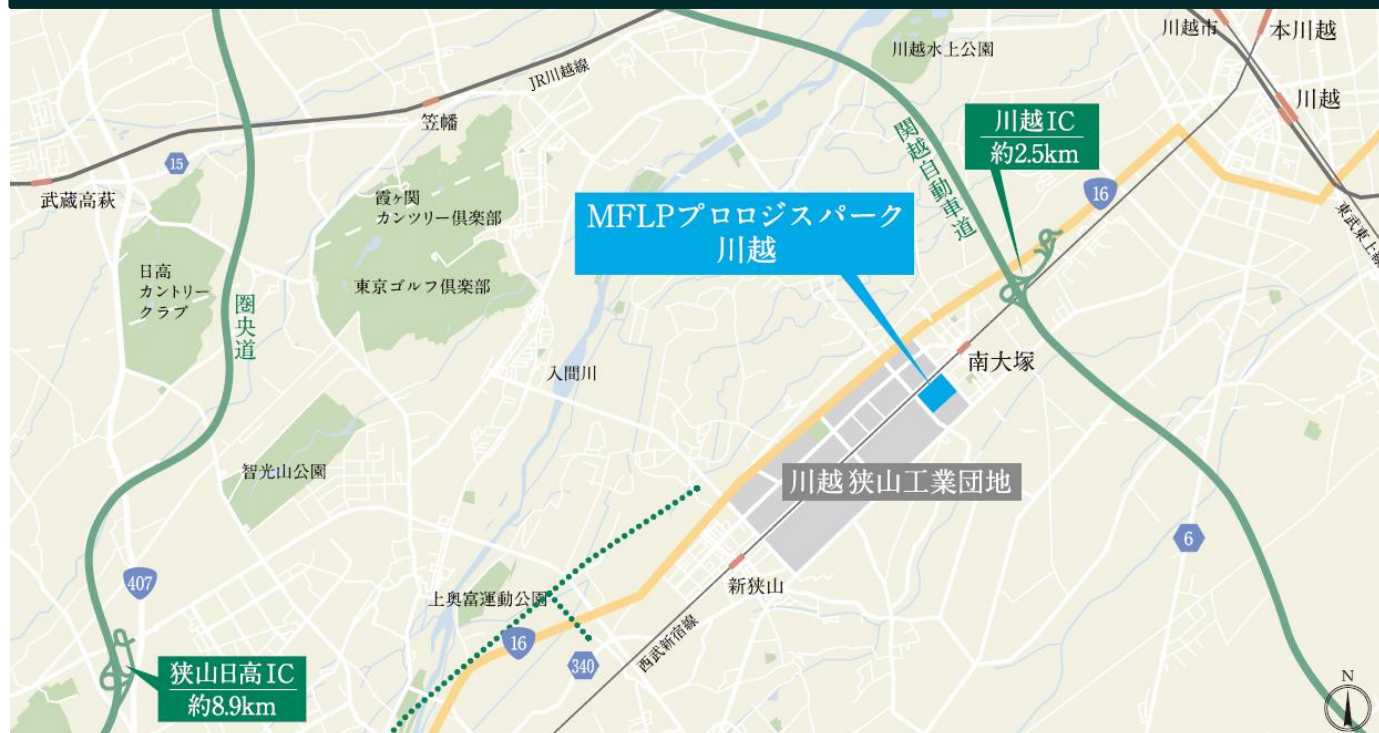 川越水上公園
川越市
本川越
川越
JR川越線
笠幡
15
武蔵高萩
霞ヶ関
カンツリー倶楽部
東京ゴルフ倶楽部
日高
カントリー
クラブ
圏央道
関越自動車道
川越IC
約2.5km
16
東武東上線
MFLPプロロジスパーク
川越
入間川
南大塚
智光山公園
川越狭山工業団地
6
407
上奥富運動公園
新狭山
16
340
西武新宿線
狭山日高IC
約8.9km
N